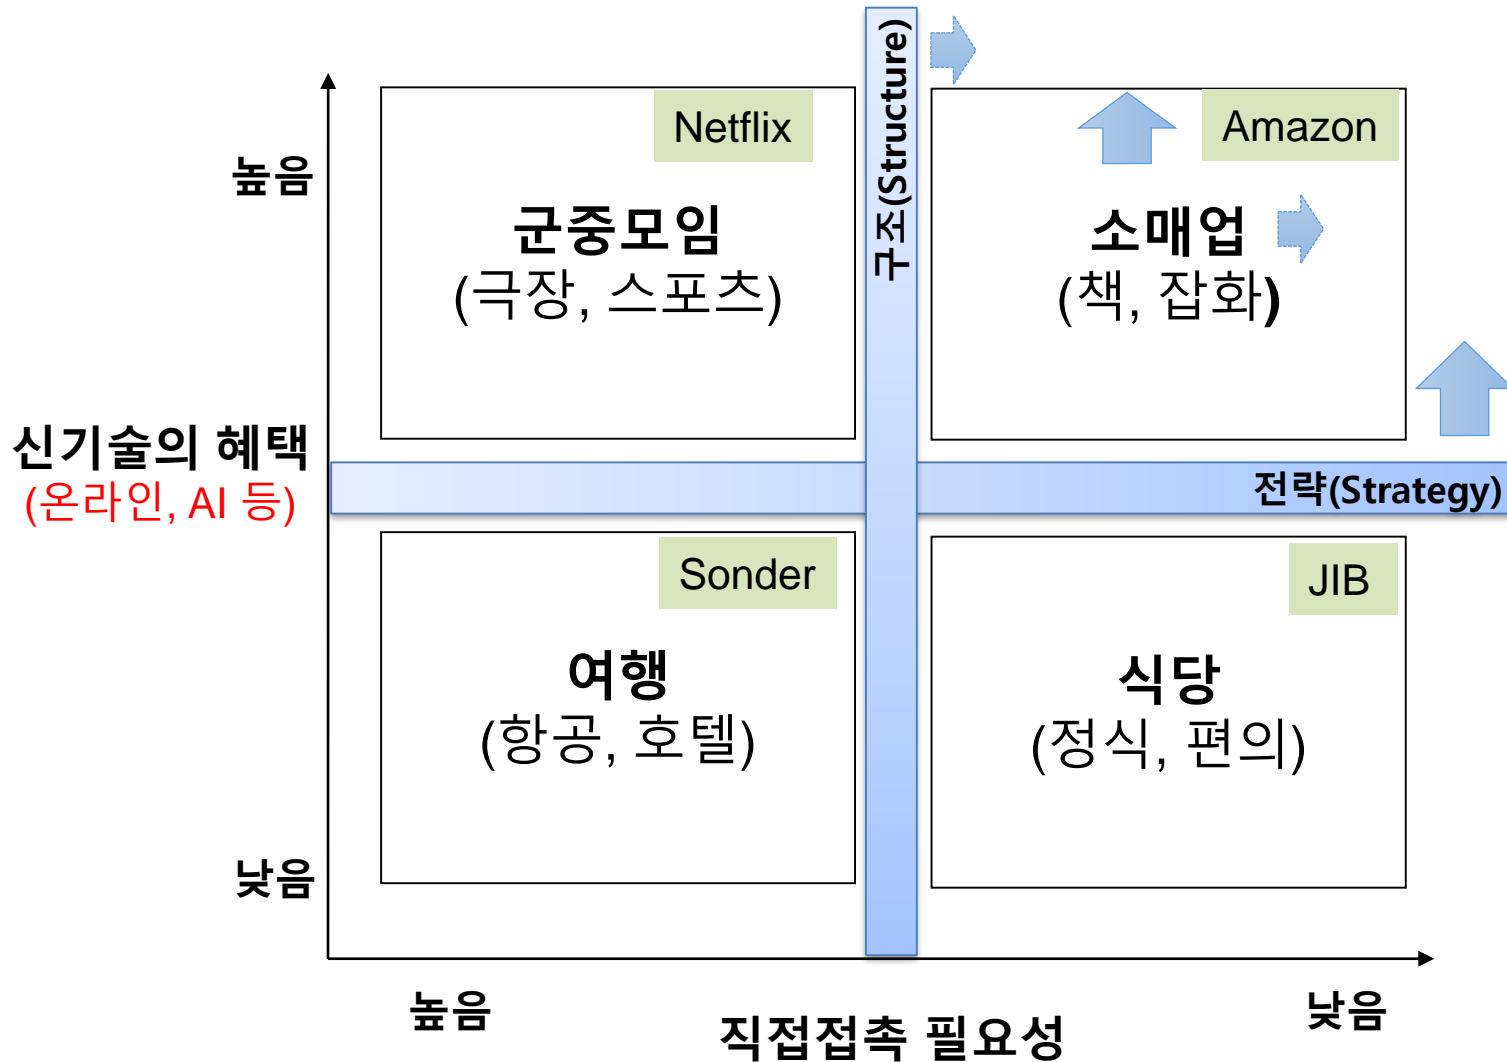 구조(Structure)
Netflix
Amazon
높음
군중모임
(극장, 스포츠)
소매업
(책, 잡화)
신기술의 혜택
(온라인, AI 등)
전략(Strategy)
Sonder
JIB
여행
(항공, 호텔)
식당
(정식, 편의)
낮음
높음
낮음
직접접촉 필요성